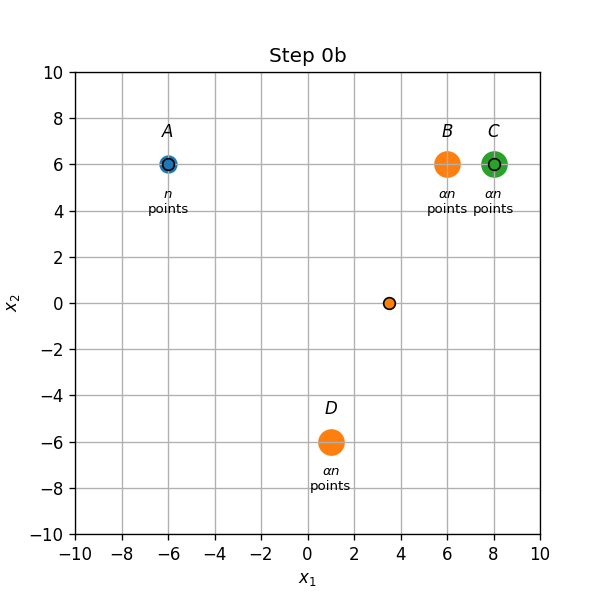 Step 0b
10
8
6
4
2
0
−2
−4
−6
−8
−10
x₂
A
n
points
B
αn
points
C
αn
points
D
αn
points
−10 −8 −6 −4 −2 0 2 4 6 8 10
x₁